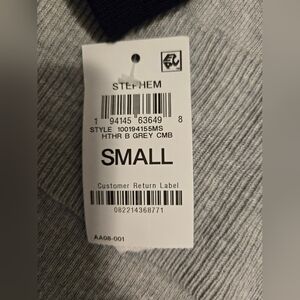 STEPHEM
1 94145 63649 8
STYLE 100194155MS
HTHR B GREY CMB
SMALL
Customer Return Label
082214368771
AA08-001